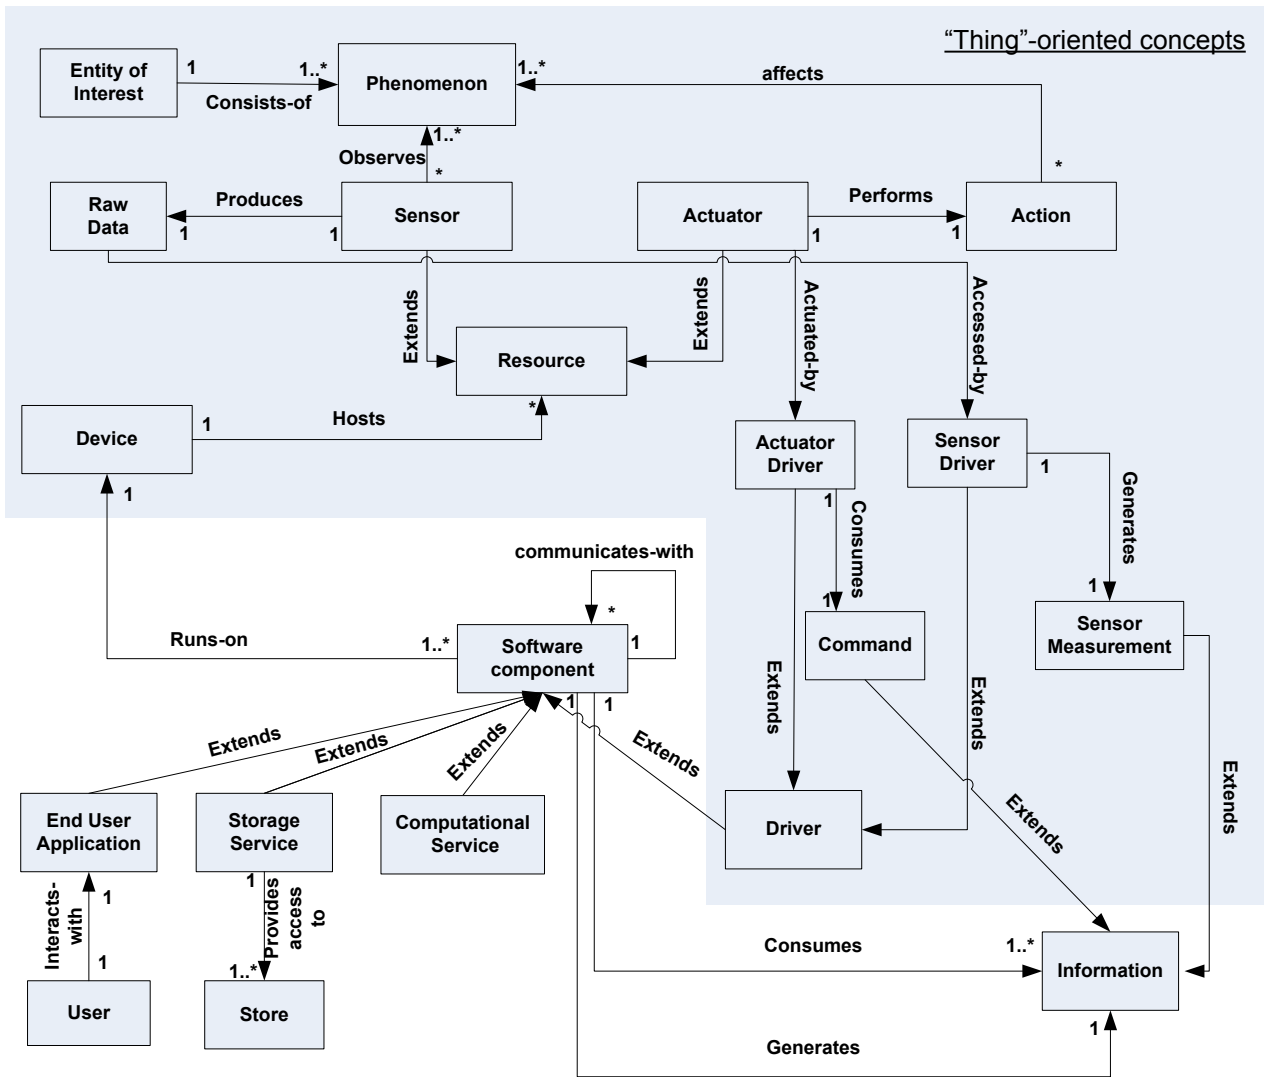 “Thing”-oriented concepts
Entity of
Interest
1
1..*
Consists-of
Phenomenon
1..*
affects
1..*
Observes
*
*
Raw
Data
Produces
1
1
Sensor
Actuator
Performs
1
1
Action
Extends
Extends
Actuated-by
Accessed-by
Resource
*
Device
1
Hosts
1
Actuator
Driver
1
Sensor
Driver
1
Generates
Consumes
1
1
communicates-with
*
Runs-on
1..*
Software
component
1
1
1
Command
Sensor
Measurement
Extends
Extends
Extends
Extends
Extends
Extends
Extends
Extends
End User
Application
Storage
Service
Computational
Service
Driver
1
Interacts-
with
1
1
Provides
access
to
1..*
User
Store
Consumes
1..*
Information
1
Generates